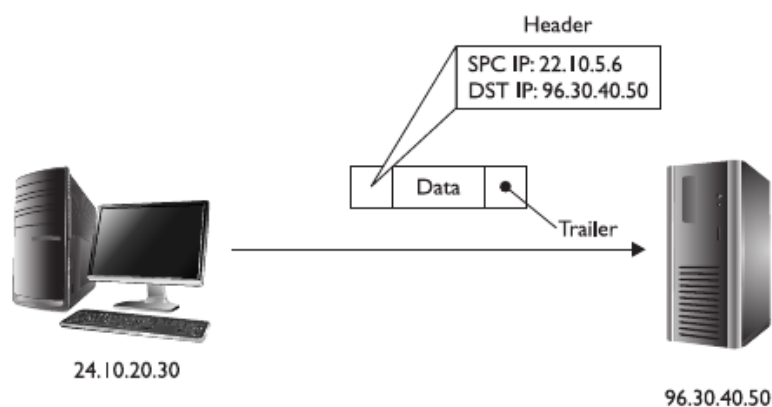 Header
SPC IP: 22.10.5.6
DST IP: 96.30.40.50
Data
Trailer
24.10.20.30
96.30.40.50